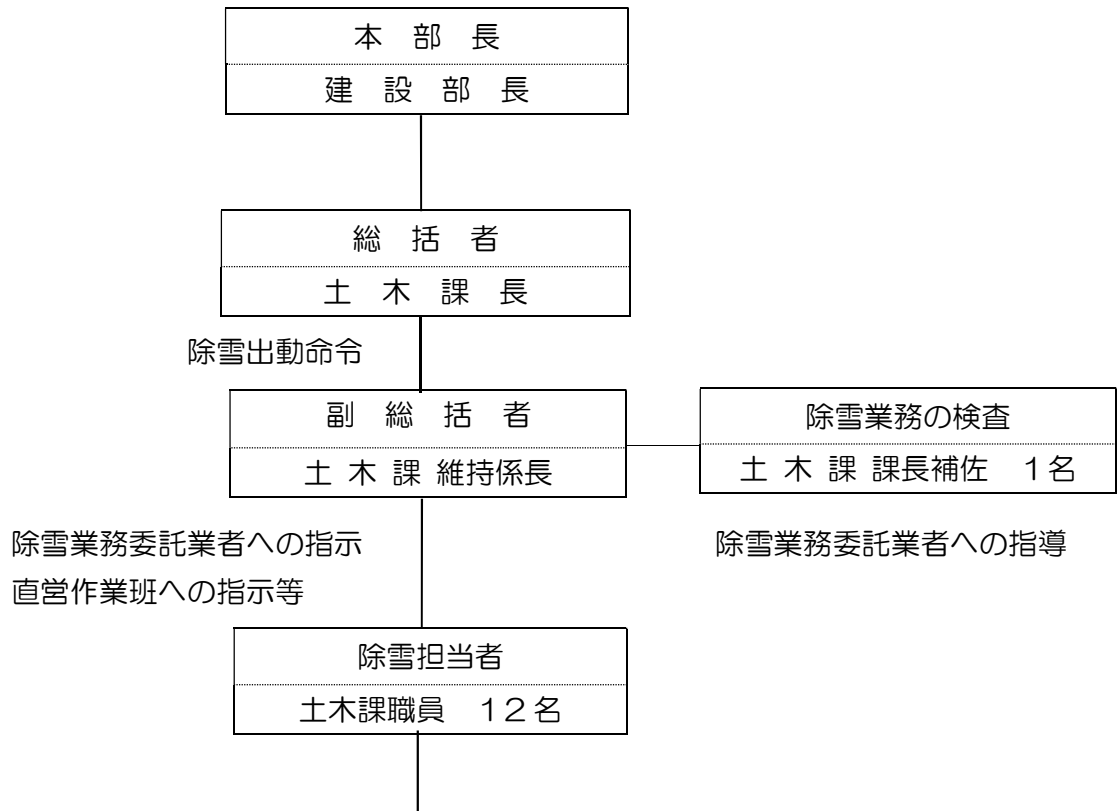 本 部 長
建 設 部 長
総 括 者
土 木 課 長
除雪出動命令
副 総 括 者
土 木 課 維持係長
除雪業務の検査
土 木 課 課長補佐 1名
除雪業務委託業者への指示
直営作業班への指示等
除雪業務委託業者への指導
除雪担当者
土木課職員 12名